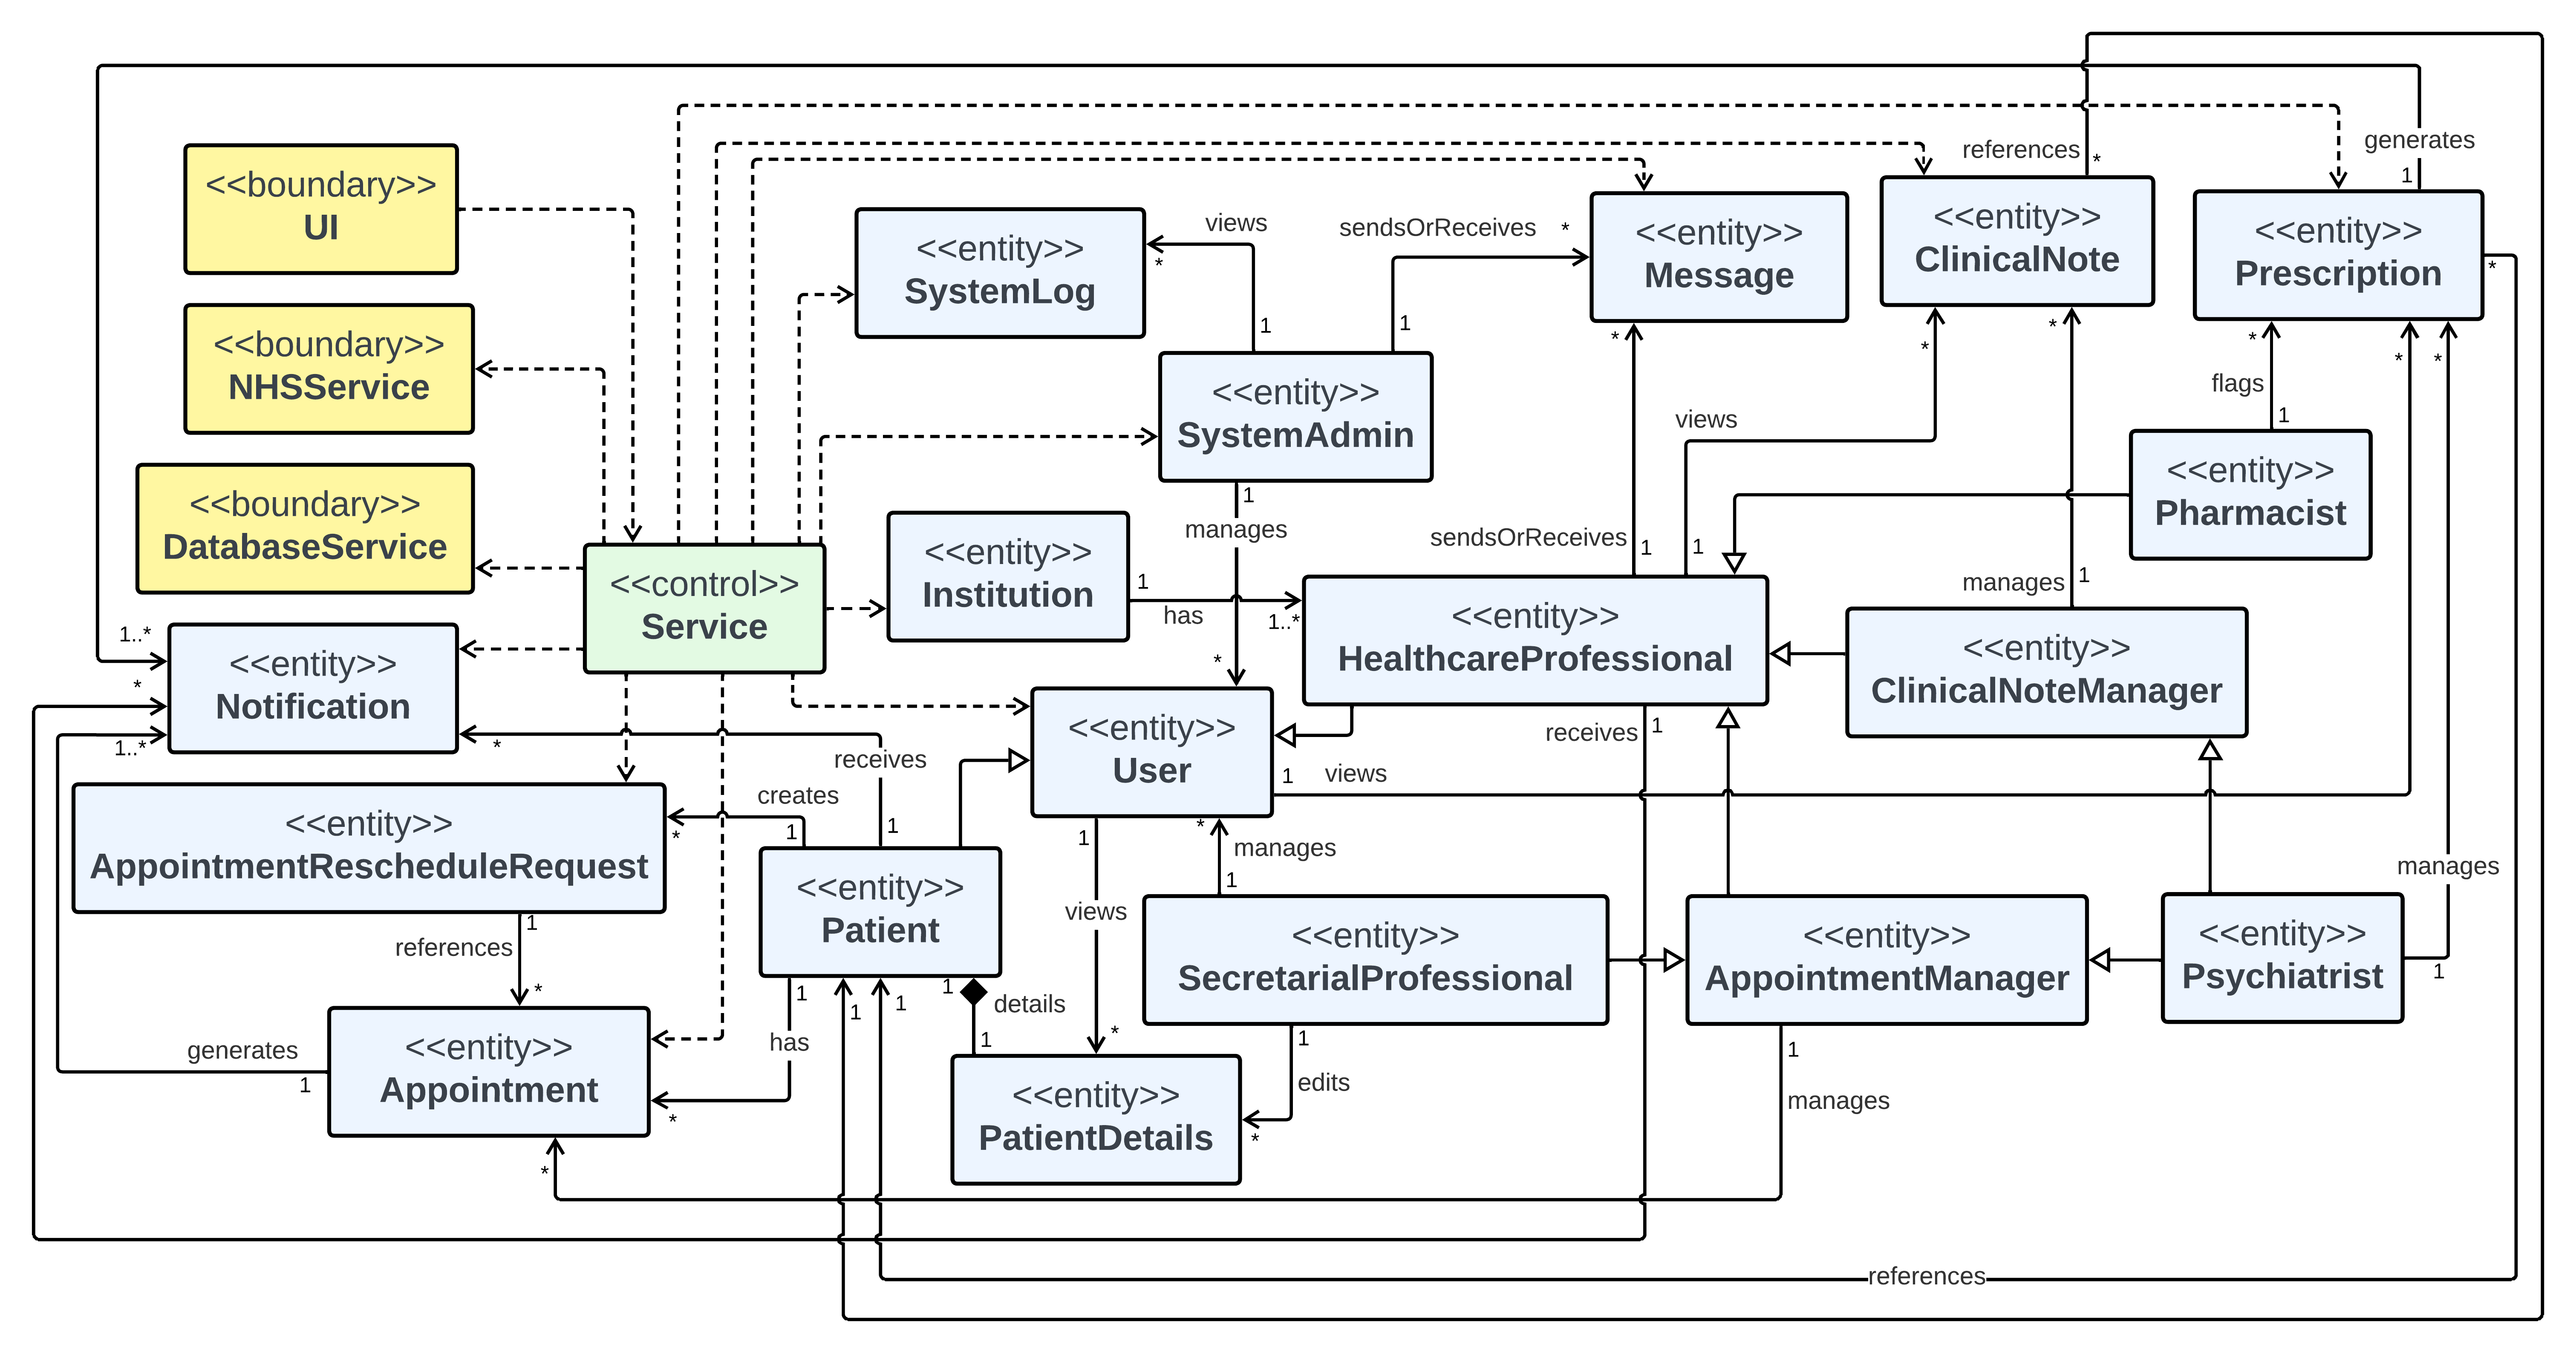 <<boundary>>
UI
<<boundary>>
NHSService
<<boundary>>
DatabaseService
<<control>>
Service
<<entity>>
SystemLog
views
*
1
sendsOrReceives
*
1
<<entity>>
Message
*
references
*
<<entity>>
ClinicalNote
*
*
generates
1
<<entity>>
Prescription
*
*
*
*
<<entity>>
SystemAdmin
1
manages
*
views
1
flags
1
<<entity>>
Pharmacist
<<entity>>
Institution
1
has
1..*
sendsOrReceives
1
<<entity>>
HealthcareProfessional
manages
1
<<entity>>
ClinicalNoteManager
1..*
*
1..*
<<entity>>
Notification
*
receives
1
<<entity>>
User
1
views
receives
1
<<entity>>
AppointmentRescheduleRequest
creates
1
*
<<entity>>
Patient
1
views
*
*
manages
1
<<entity>>
SecretarialProfessional
<<entity>>
AppointmentManager
<<entity>>
Psychiatrist
manages
1
1
references
*
<<entity>>
Appointment
generates
1
1
has
*
1
1
1
details
1
<<entity>>
PatientDetails
1
edits
*
1
manages
*
references